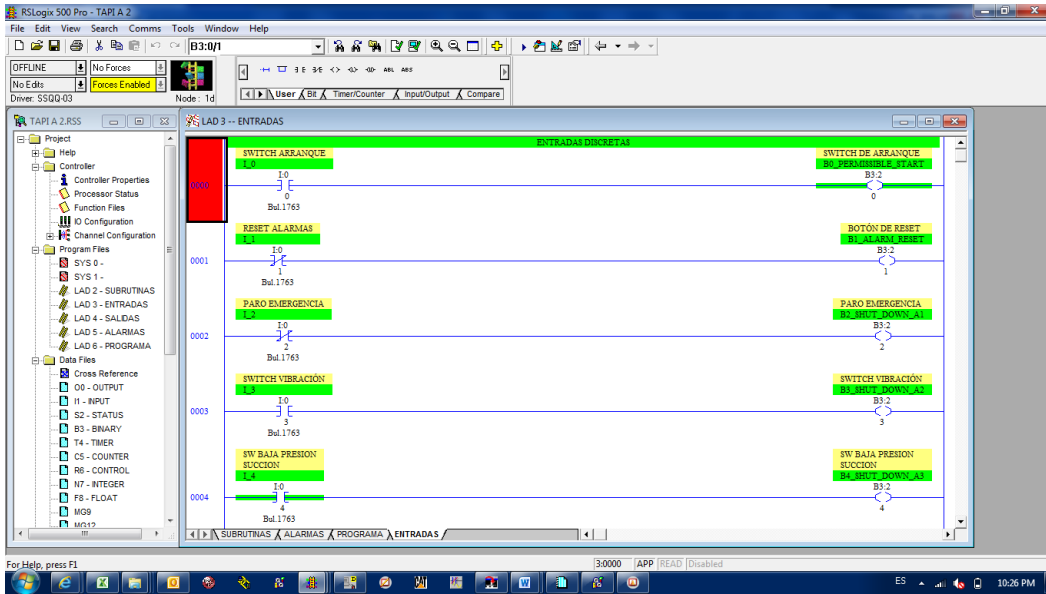 RSLogix 500 Pro - TAPI A 2
File Edit View Search Comms Tools Window Help
B3:0/1
OFFLINE No Forces
No Edits Forces Enabled
Driver: SSQQ-03 Node : 1d
ABL ABS
User Bit Timer/Counter Input/Output Compare
TAPI A 2.RSS
Project
Help
Controller
Controller Properties
Processor Status
Function Files
IO Configuration
Channel Configuration
Program Files
SYS 0 -
SYS 1 -
LAD 2 - SUBRUTINAS
LAD 3 - ENTRADAS
LAD 4 - SALIDAS
LAD 5 - ALARMAS
LAD 6 - PROGRAMA
Data Files
Cross Reference
O0 - OUTPUT
I1 - INPUT
S2 - STATUS
B3 - BINARY
T4 - TIMER
C5 - COUNTER
R6 - CONTROL
N7 - INTEGER
F8 - FLOAT
MG9
MG12
LAD 3 -- ENTRADAS
ENTRADAS DISCRETAS
SWITCH ARRANQUE SWITCH DE ARRANQUE
I_0 B0_PERMISSIBLE_START
I:0 B3:2
0000
0 0
Bul.1763
RESET ALARMAS BOTÓN DE RESET
I_1 B1_ALARM_RESET
I:0 B3:2
0001
1 1
Bul.1763
PARO EMERGENCIA PARO EMERGENCIA
I_2 B2_SHUT_DOWN_A1
I:0 B3:2
0002
2 2
Bul.1763
SWITCH VIBRACIÓN SWITCH VIBRACIÓN
I_3 B3_SHUT_DOWN_A2
I:0 B3:2
0003
3 3
Bul.1763
SW BAJA PRESION SW BAJA PRESION
SUCCION SUCCION
I_4 B4_SHUT_DOWN_A3
I:0 B3:2
0004
4 4
Bul.1763
SUBRUTINAS ALARMAS PROGRAMA ENTRADAS
For Help, press F1 3:0000 APP READ Disabled
ES 10:26 PM